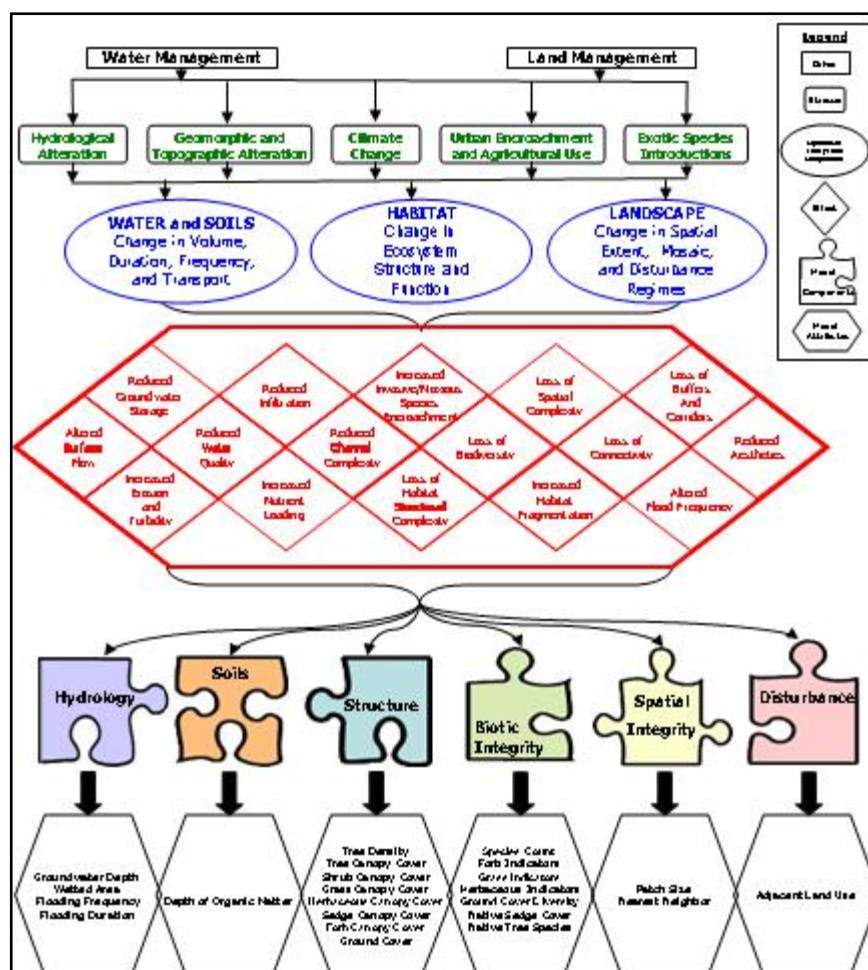 Water Management
Land Management
Legend
Driver
Stressor
Effect
Model
Components
Model
Attributes
Hydrological
Alteration
Geomorphic and
Topographic Alteration
Climate
Change
Urban Encroachment
and Agricultural Use
Exotic Species
Introductions
WATER and SOILS
Change in Volume,
Duration, Frequency,
and Transport
HABITAT
Change in
Ecosystem
Structure and
Function
LANDSCAPE
Change in Spatial
Extent, Mosaic,
and Disturbance
Regimes
Reduced
Groundwater
Storage
Reduced
Infiltration
Increased
Invasive/Noxious
Species
Encroachment
Loss of
Spatial
Complexity
Loss of
Buffers
And
Corridors
Altered
Surface
Flow
Reduced
Water
Quality
Reduced
Channel
Complexity
Loss of
Biodiversity
Loss of
Connectivity
Reduced
Aesthetics
Increased
Erosion
and
Turbidity
Increased
Nutrient
Loading
Loss of
Habitat
Structural
Complexity
Increased
Habitat
Fragmentation
Altered
Flood Frequency
Hydrology
Soils
Structure
Biotic
Integrity
Spatial
Integrity
Disturbance
Groundwater Depth
Wetted Area
Flooding Frequency
Flooding Duration
Depth of Organic Matter
Tree Density
Tree Canopy Cover
Shrub Canopy Cover
Grass Canopy Cover
Herbaceous Canopy Cover
Sedge Canopy Cover
Forb Canopy Cover
Ground Cover
Species Count
Forb Indicators
Grass Indicators
Herbaceous Indicators
Ground Cover Diversity
Native Sedge Cover
Native Tree Species
Patch Size
Nearest Neighbor
Adjacent Land Use